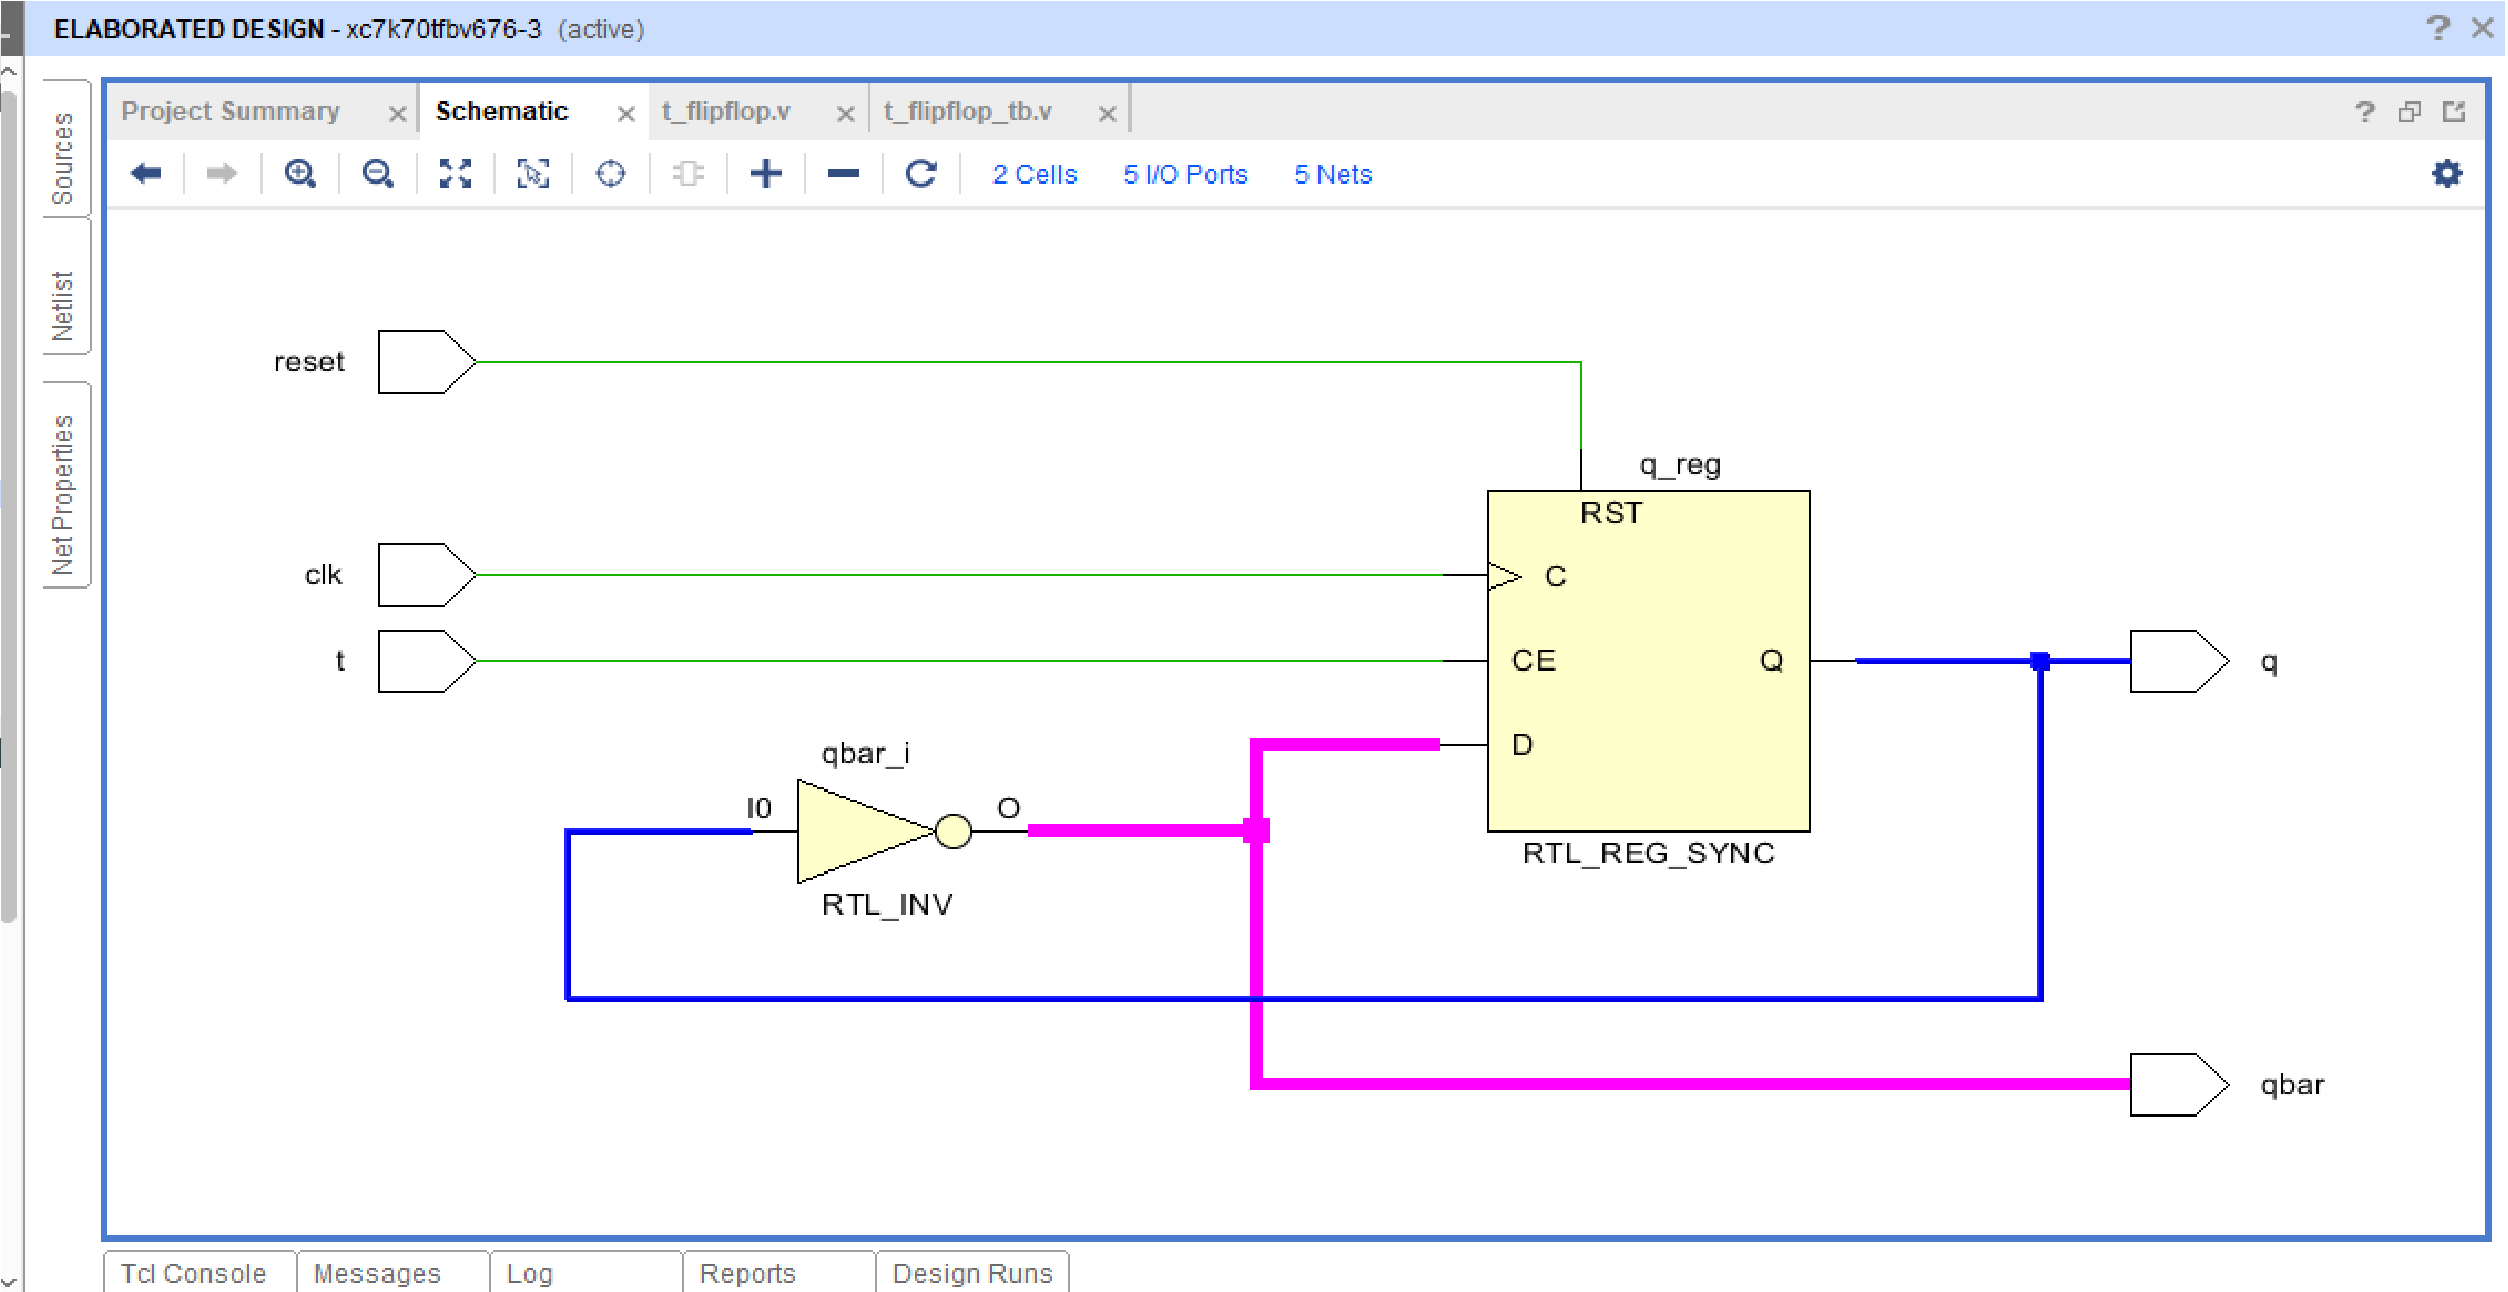 ELABORATED DESIGN - xc7k70tfbv676-3 (active)
Sources
Netlist
Net Properties
Project Summary
Schematic
t_flipflop.v
t_flipflop_tb.v
2 Cells
5 I/O Ports
5 Nets
reset
q_reg
RST
clk
C
t
CE
Q
q
D
qbar_i
I0
O
RTL_REG_SYNC
RTL_INV
qbar
Tcl Console
Messages
Log
Reports
Design Runs